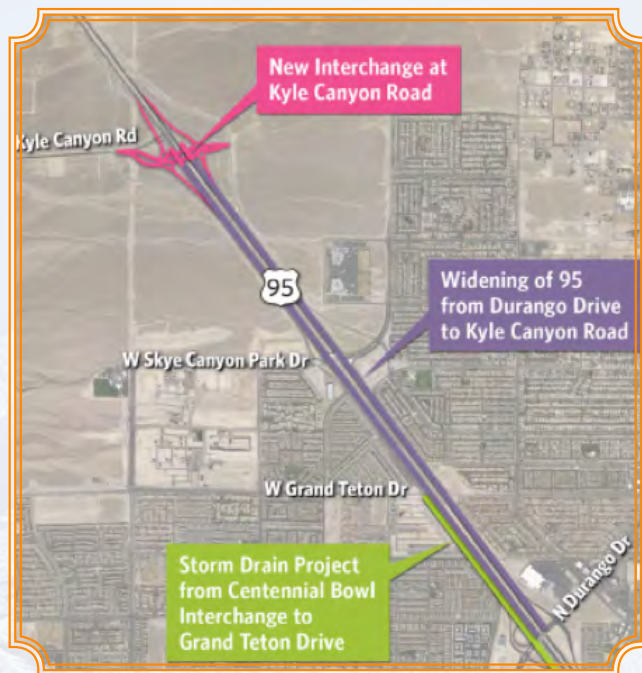 New Interchange at
Kyle Canyon Road
Kyle Canyon Rd
95
Widening of 95
from Durango Drive
to Kyle Canyon Road
W Skye Canyon Park Dr
W Grand Teton Dr
Storm Drain Project
from Centennial Bowl
Interchange to
Grand Teton Drive
N Durango Dr